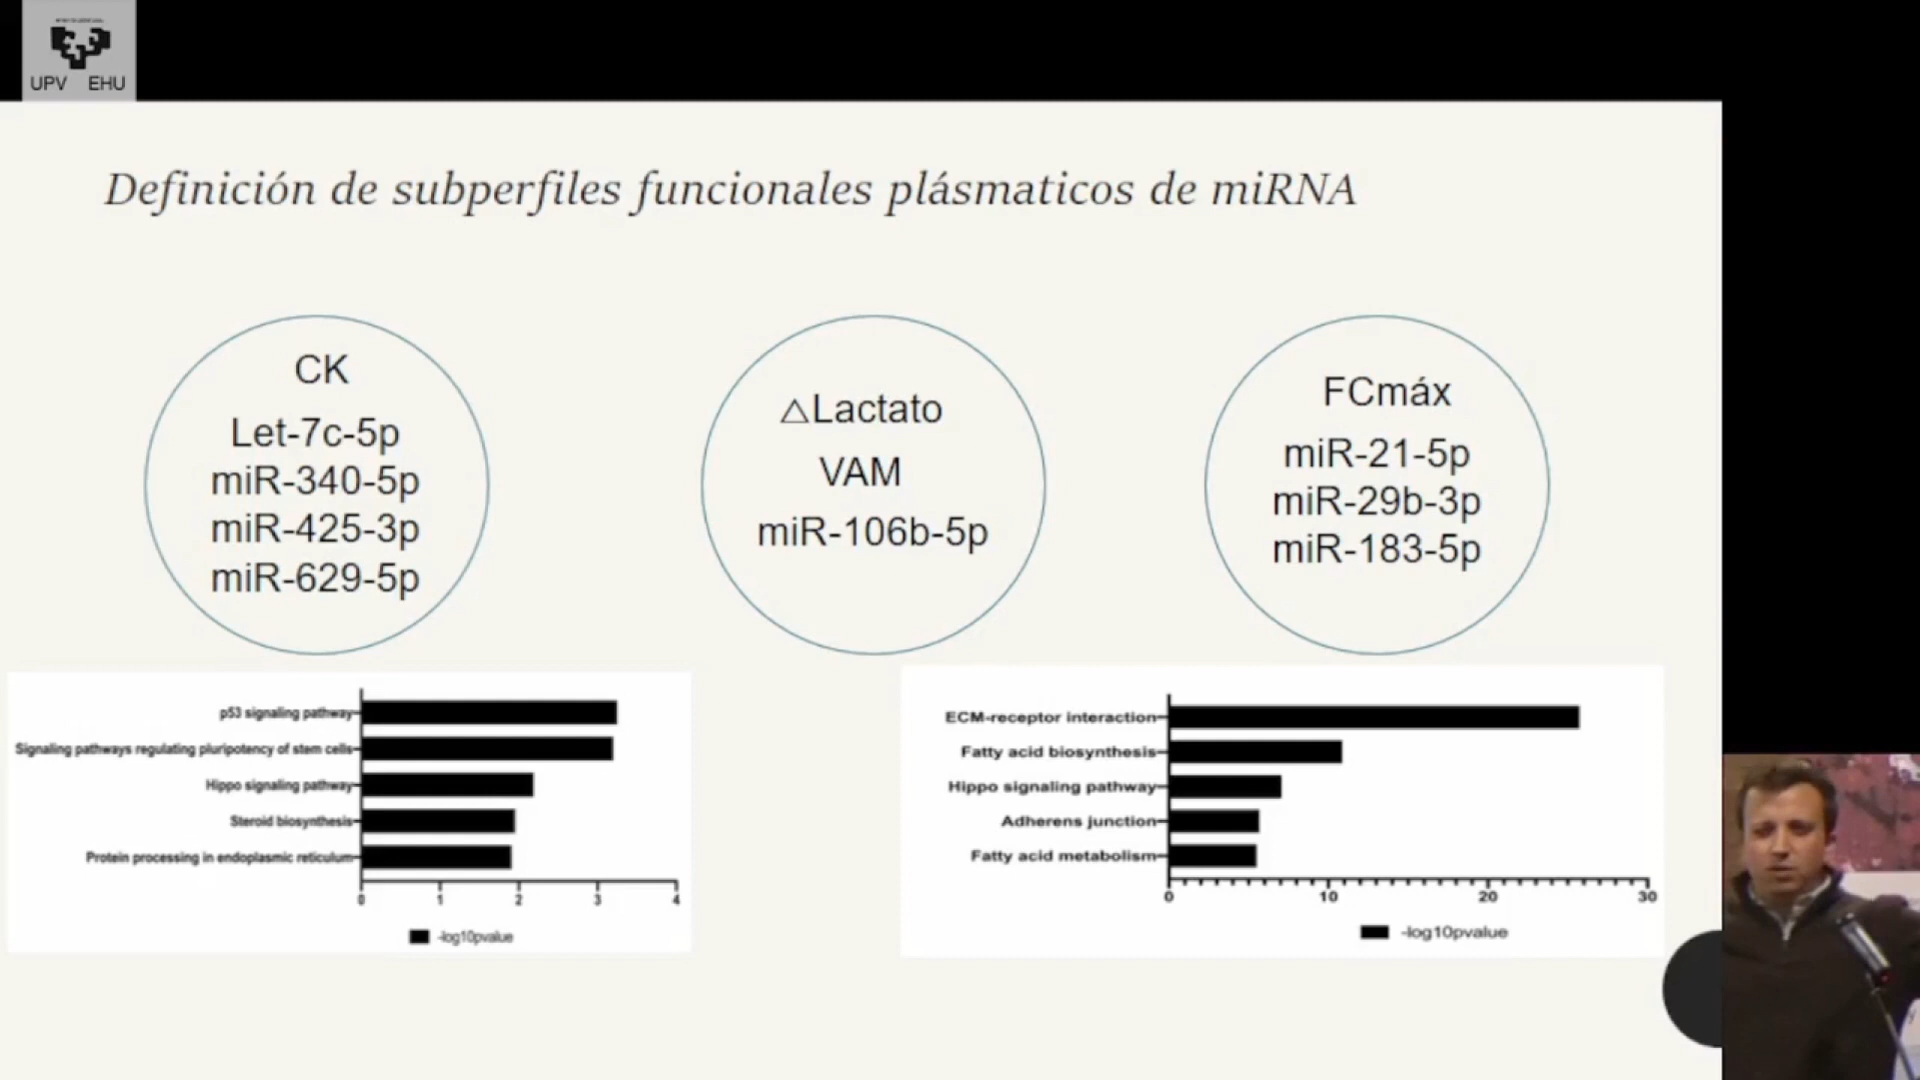 UPV EHU
Definición de subperfiles funcionales plásmaticos de miRNA
CK
Let-7c-5p
miR-340-5p
miR-425-3p
miR-629-5p
△Lactato
VAM
miR-106b-5p
FCmáx
miR-21-5p
miR-29b-3p
miR-183-5p
p53 signaling pathway
Signaling pathways regulating pluripotency of stem cells
Hippo signaling pathway
Steroid biosynthesis
Protein processing in endoplasmic reticulum
0 1 2 3 4
-log10pvalue
ECM-receptor interaction
Fatty acid biosynthesis
Hippo signaling pathway
Adherens junction
Fatty acid metabolism
0 10 20 30
-log10pvalue